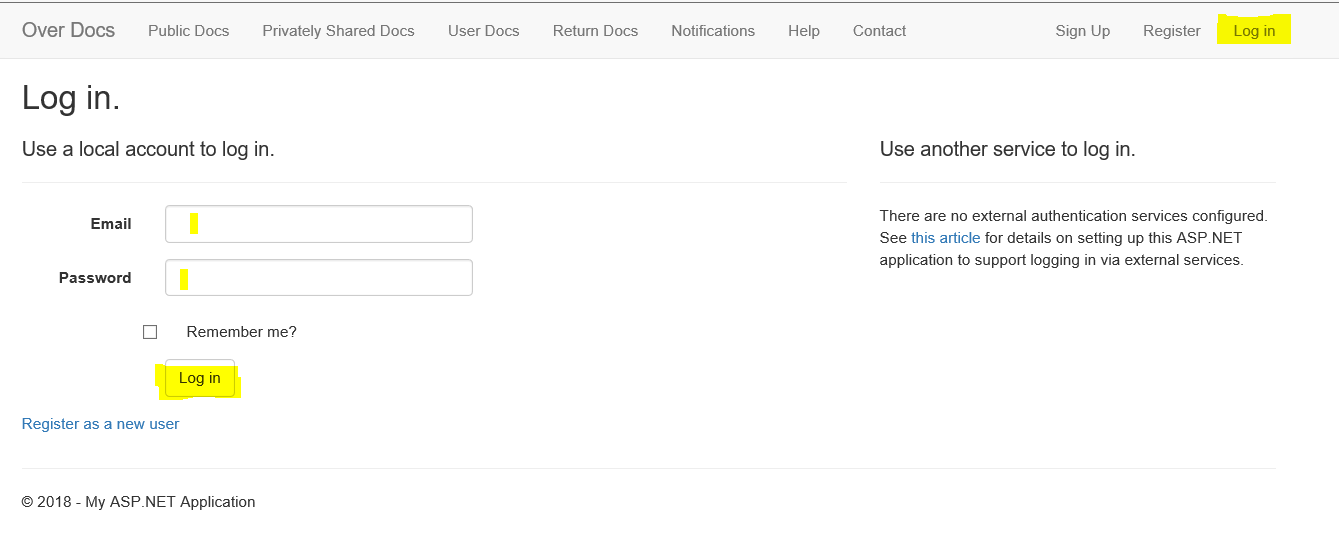 Over Docs Public Docs Privately Shared Docs User Docs Return Docs Notifications Help Contact Sign Up Register Log in
Log in.
Use a local account to log in.
Email
Password
Remember me?
Log in
Register as a new user
Use another service to log in.
There are no external authentication services configured.
See this article for details on setting up this ASP.NET
application to support logging in via external services.
© 2018 - My ASP.NET Application